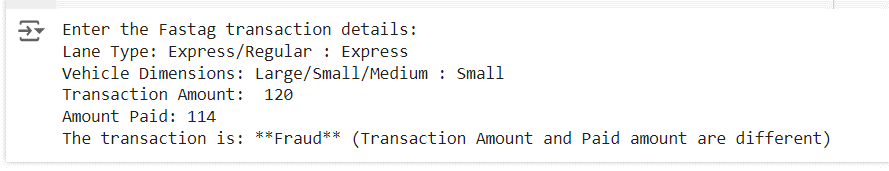 Enter the Fastag transaction details:
Lane Type: Express/Regular : Express
Vehicle Dimensions: Large/Small/Medium : Small
Transaction Amount:  120
Amount Paid: 114
The transaction is: **Fraud** (Transaction Amount and Paid amount are different)